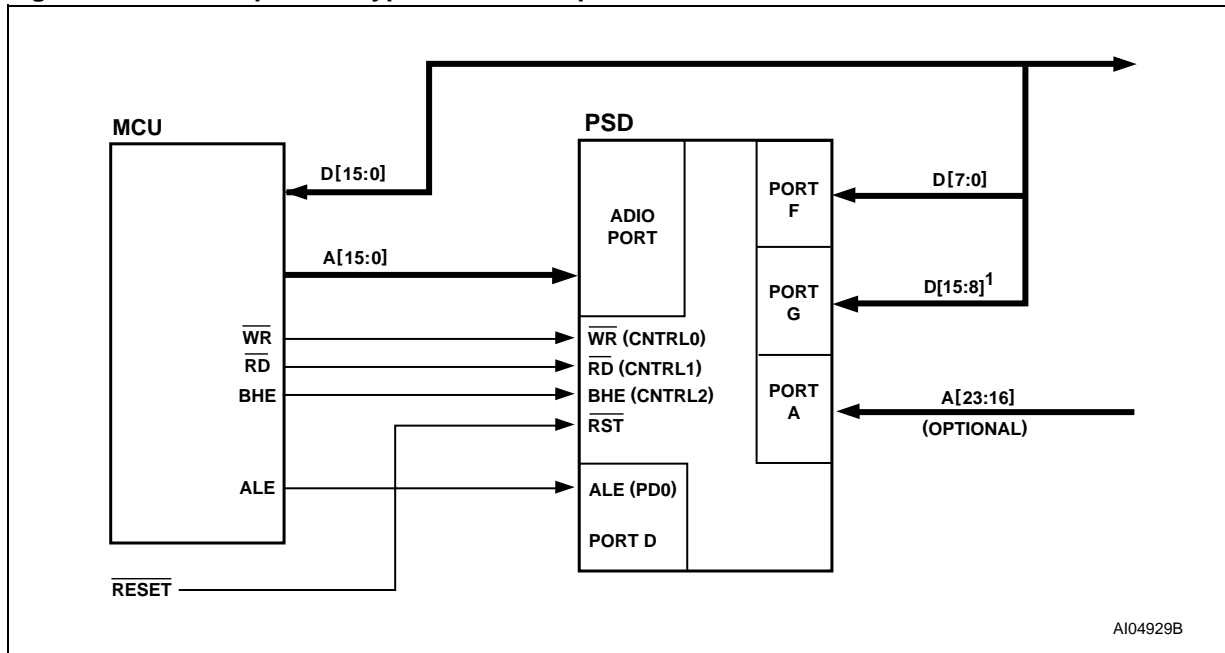 MCU
PSD
D[15:0]
ADIO
PORT
PORT
F
D[7:0]
A[15:0]
PORT
G
D[15:8]1
WR
WR (CNTRL0)
RD
RD (CNTRL1)
BHE
BHE (CNTRL2)
RST
PORT
A
A[23:16]
(OPTIONAL)
ALE
ALE (PD0)
PORT D
RESET
AI04929B